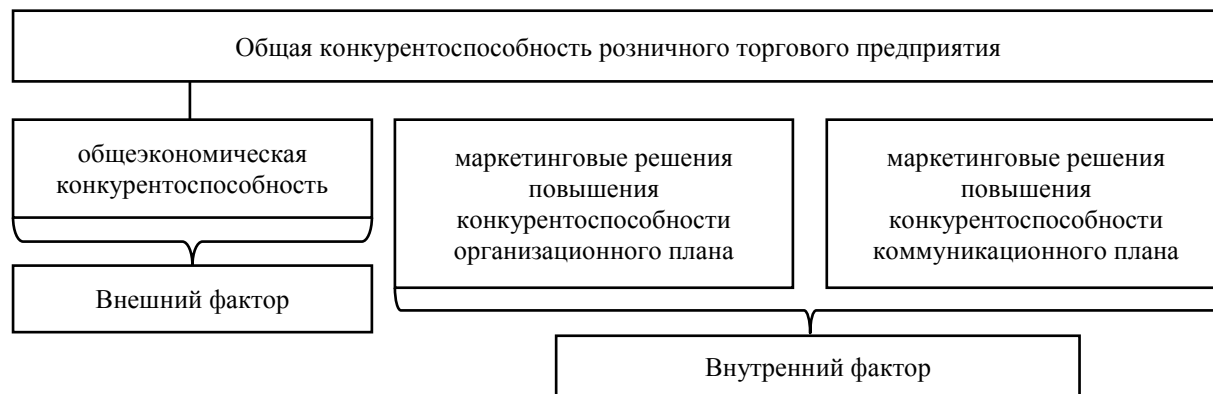 Общая конкурентоспособность розничного торгового предприятия
общеэкономическая
конкурентоспособность
маркетинговые решения
повышения
конкурентоспособности
организационного плана
маркетинговые решения
повышения
конкурентоспособности
коммуникационного плана
Внешний фактор
Внутренний фактор